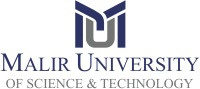 MALIR UNIVERSITY
OF SCIENCE & TECHNOLOGY